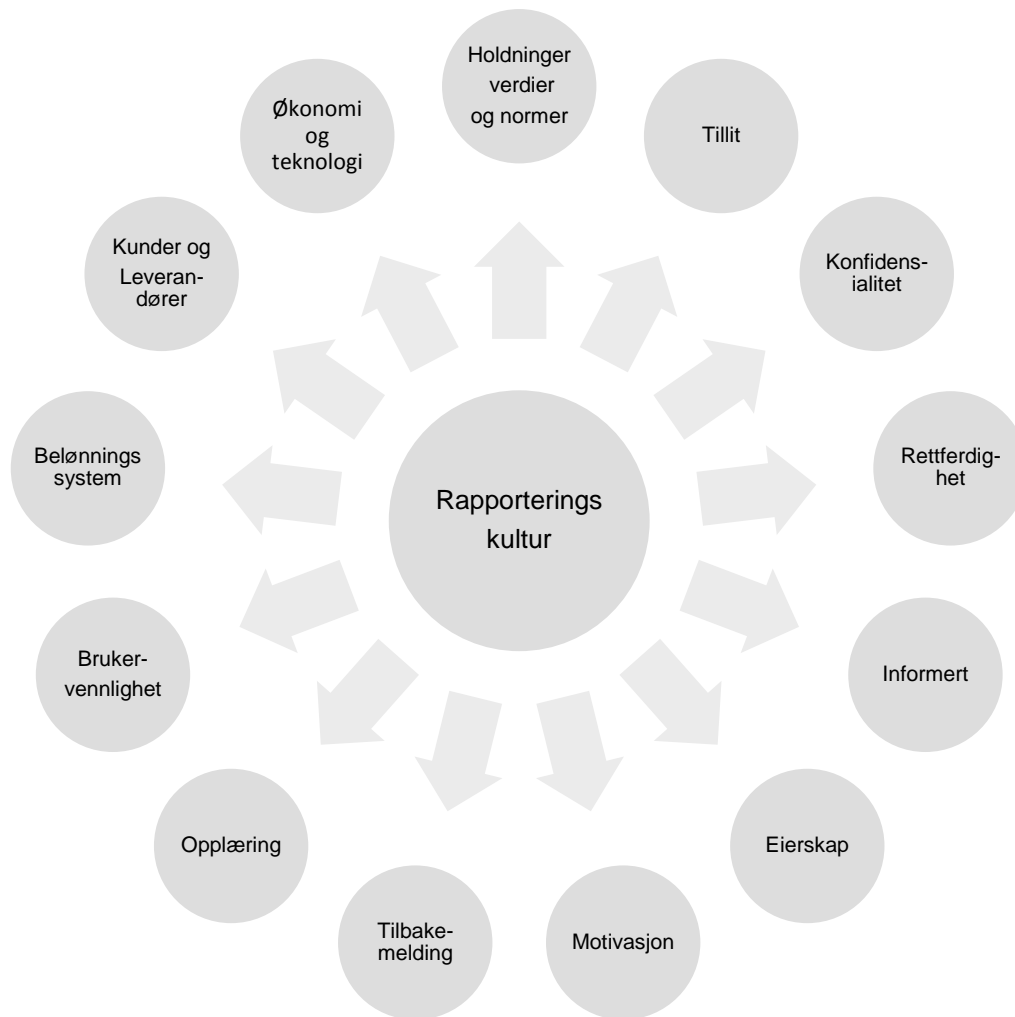 Holdninger
verdier
og normer
Tillit
Konfidens-
ialitet
Rettferdig-
het
Informert
Eierskap
Motivasjon
Tilbake-
melding
Opplæring
Bruker-
vennlighet
Belønnings
system
Kunder og
Leveran-
dører
Økonomi
og
teknologi
Rapporterings
kultur